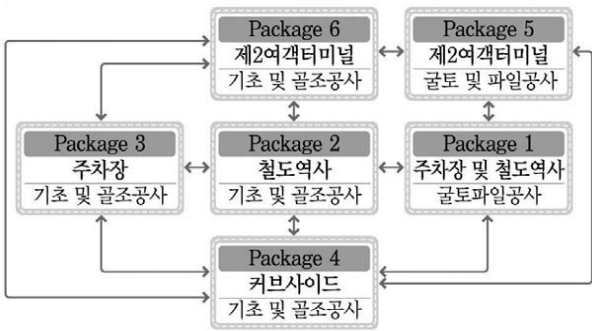 Package 6
제2여객터미널
기초 및 골조공사
Package 5
제2여객터미널
굴토 및 파일공사
Package 3
주차장
기초 및 골조공사
Package 2
철도역사
기초 및 골조공사
Package 1
주차장 및 철도역사
굴토파일공사
Package 4
커브사이드
기초 및 골조공사